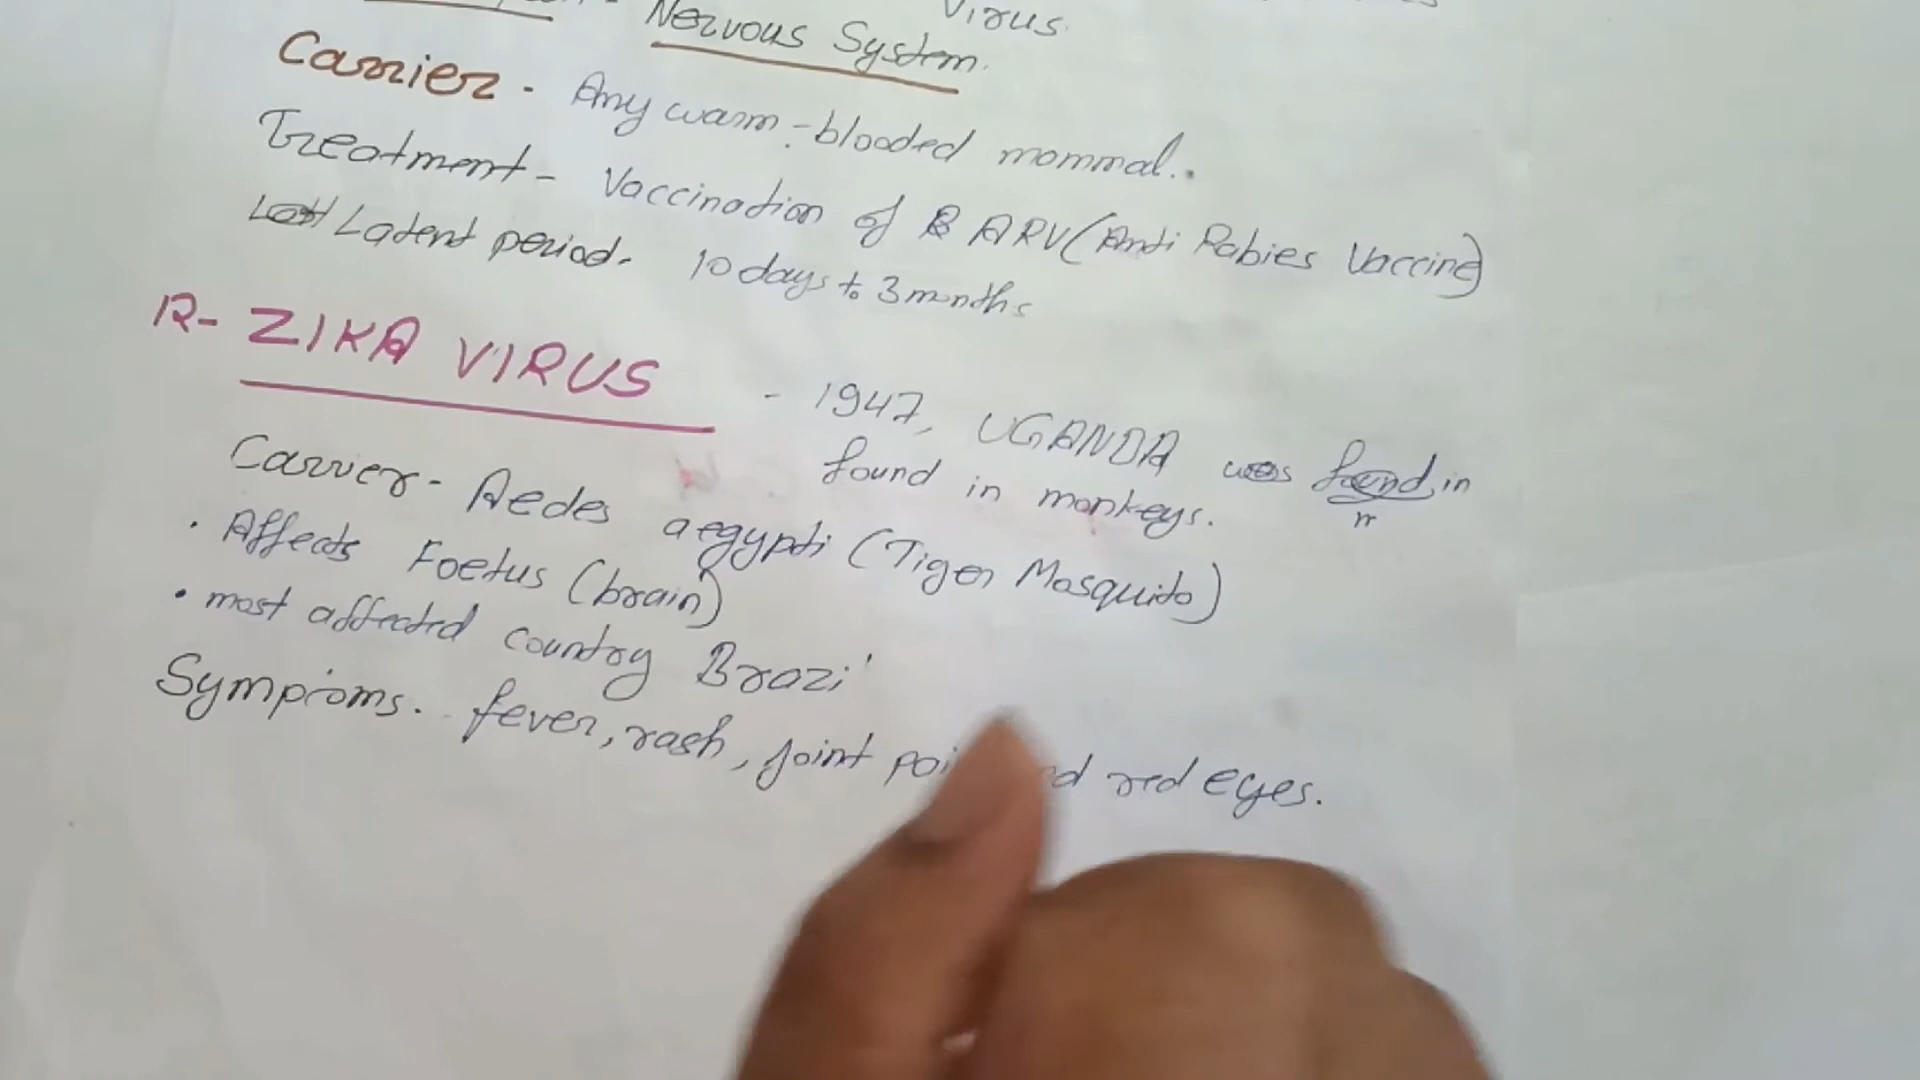 Virus.
Nervous System.
Carrier - Any warm-blooded mammal..
Treatment - Vaccination of ARV (Anti Rabies Vaccine)
Latent period - 10 days to 3 months
R- ZIKA VIRUS
- 1947, UGANDA was found in
found in monkeys.
Carrier - Aedes aegypti (Tiger Mosquito)
• Affects Foetus (brain)
• most affected country Brazi
Symptoms. - fever, rash, joint red eyes.